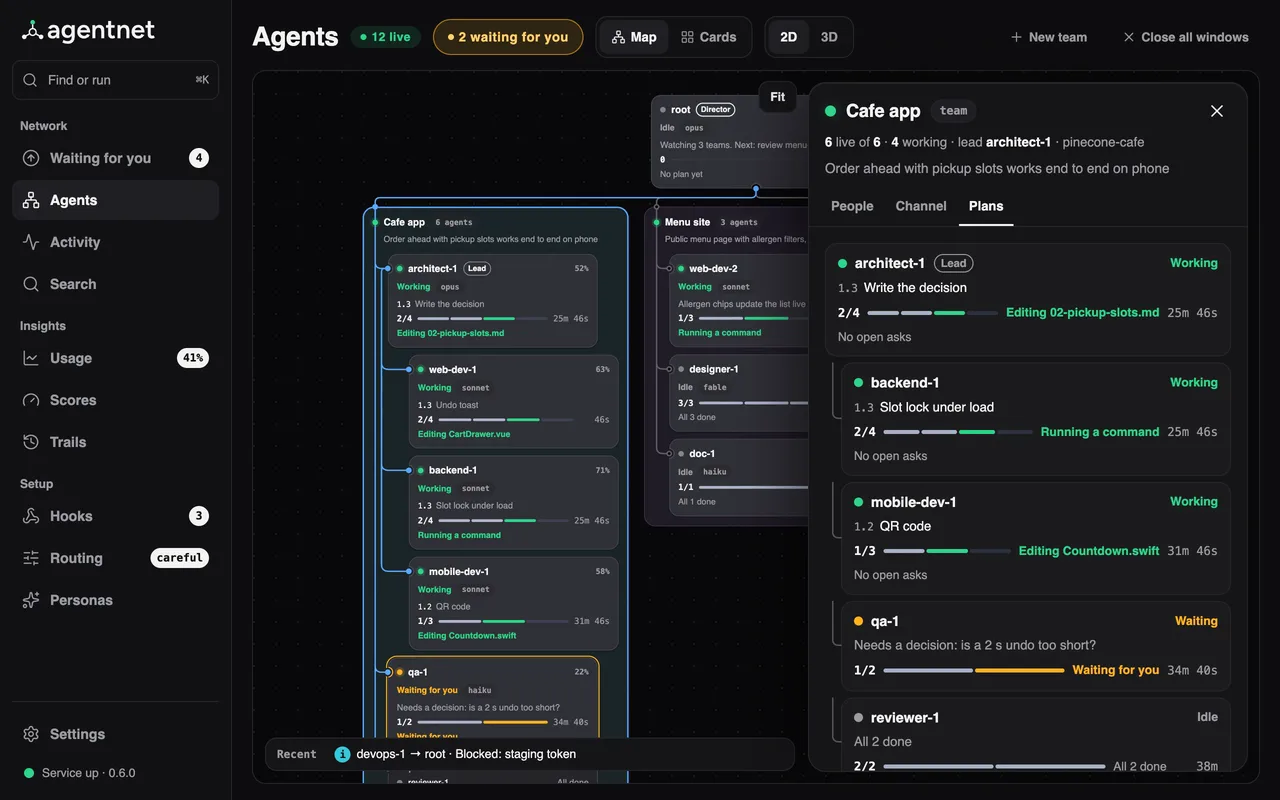 agentnet
Find or run ⌘K
Network
Waiting for you 4
Agents
Activity
Search
Insights
Usage 41%
Scores
Trails
Setup
Hooks 3
Routing careful
Personas
Settings
Service up · 0.6.0
Agents
12 live
2 waiting for you
Map
Cards
2D
3D
New team
Close all windows
Fit
root Director
Idle opus
Watching 3 teams. Next: review menu
0
No plan yet
Cafe app 6 agents
Order ahead with pickup slots works end to end on phone
architect-1 Lead 52%
Working opus
1.3 Write the decision
2/4 25m 46s
Editing 02-pickup-slots.md
web-dev-1 63%
Working sonnet
1.3 Undo toast
2/4 46s
Editing CartDrawer.vue
backend-1 71%
Working sonnet
1.3 Slot lock under load
2/4 25m 46s
Running a command
mobile-dev-1 58%
Working sonnet
1.2 QR code
1/3 31m 46s
Editing Countdown.swift
qa-1 22%
Waiting for you haiku
Needs a decision: is a 2 s undo too short?
1/2 34m 40s
Waiting for you
reviewer-1 All done
Menu site 3 agents
Public menu page with allergen filters,
web-dev-2
Working sonnet
Allergen chips update the list live
1/3
Running a command
designer-1
Idle fable
3/3
All 3 done
doc-1
Idle haiku
1/1
All 1 done
Recent devops-1 → root · Blocked: staging token
Cafe app team
6 live of 6 · 4 working · lead architect-1 · pinecone-cafe
Order ahead with pickup slots works end to end on phone
People Channel Plans
architect-1 Lead Working
1.3 Write the decision
2/4 Editing 02-pickup-slots.md 25m 46s
No open asks
backend-1 Working
1.3 Slot lock under load
2/4 Running a command 25m 46s
No open asks
mobile-dev-1 Working
1.2 QR code
1/3 Editing Countdown.swift 31m 46s
No open asks
qa-1 Waiting
Needs a decision: is a 2 s undo too short?
1/2 Waiting for you 34m 40s
reviewer-1 Idle
All 2 done
2/2 All 2 done 38m